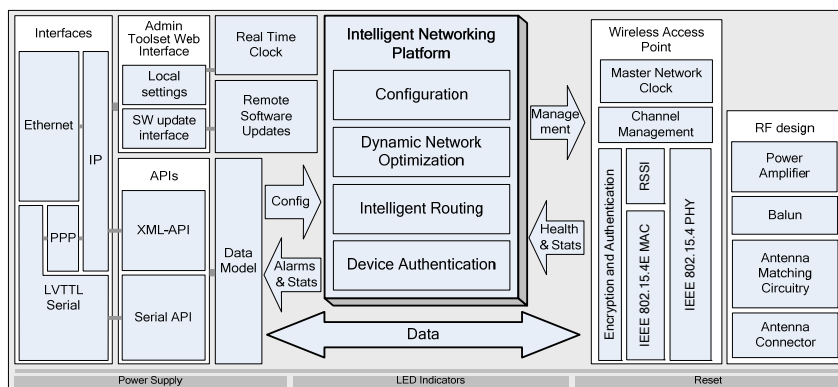 Interfaces
Ethernet
IP
PPP
LVTTL
Serial
Admin
Toolset Web
Interface
Local
settings
SW update
interface
Real Time
Clock
Remote
Software
Updates
APIs
XML-API
Serial API
Data
Model
Config
Alarms
& Stats
Intelligent Networking
Platform
Configuration
Dynamic Network
Optimization
Intelligent Routing
Device Authentication
Data
Manage
ment
Health
& Stats
Wireless Access
Point
Master Network
Clock
Channel
Management
Encryption and Authentication
RSSI
IEEE 802.15.4E MAC
IEEE 802.15.4 PHY
RF design
Power
Amplifier
Balun
Antenna
Matching
Circuitry
Antenna
Connector
Power Supply
LED Indicators
Reset